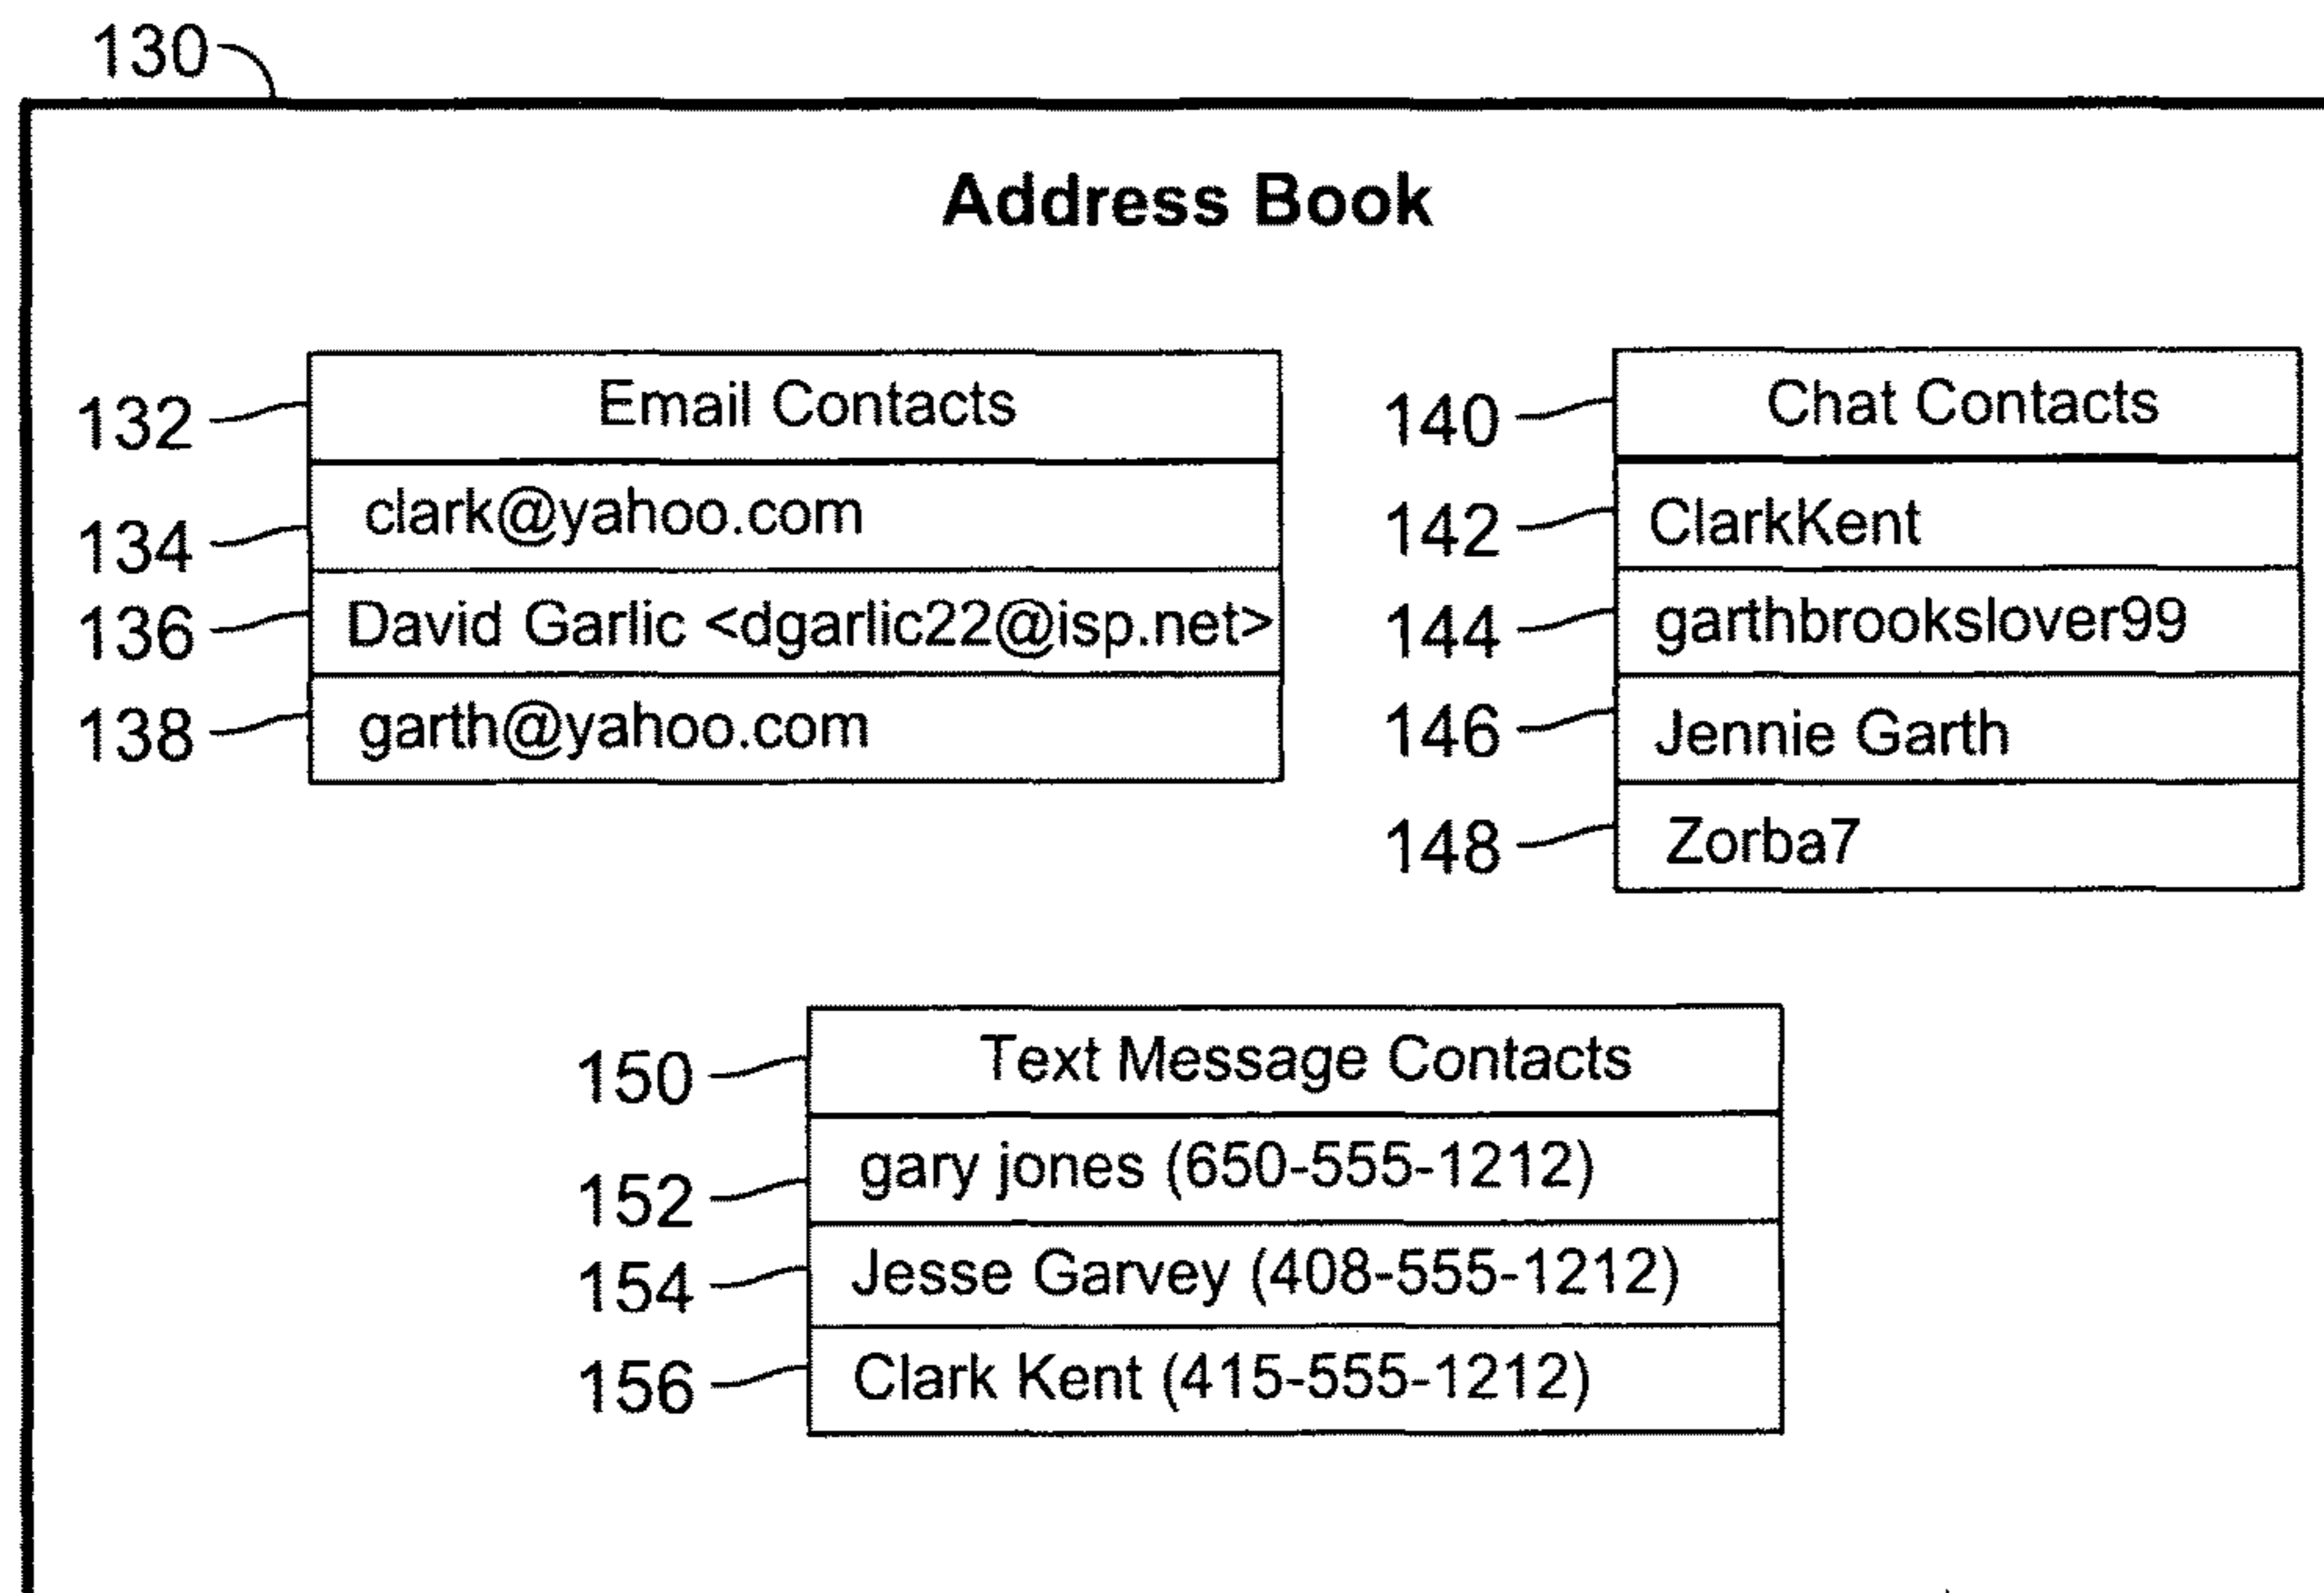 130
Address Book
132 Email Contacts
134 clark@yahoo.com
136 David Garlic <dgarlic22@isp.net>
138 garth@yahoo.com
140 Chat Contacts
142 ClarkKent
144 garthbrookslover99
146 Jennie Garth
148 Zorba7
150 Text Message Contacts
152 gary jones (650-555-1212)
154 Jesse Garvey (408-555-1212)
156 Clark Kent (415-555-1212)